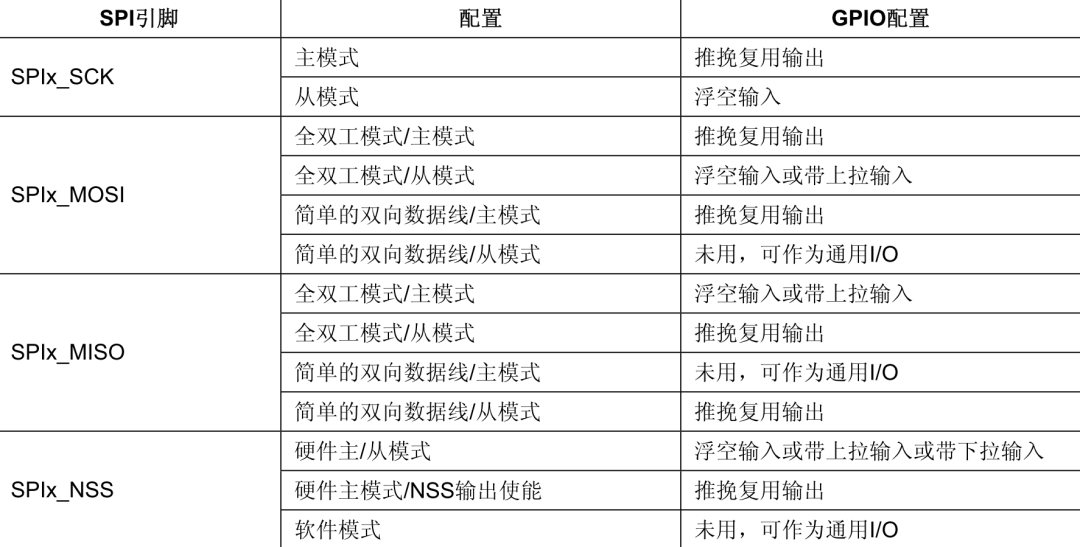 SPI引脚 配置 GPIO配置
SPIx_SCK 主模式 推挽复用输出
从模式 浮空输入
SPIx_MOSI 全双工模式/主模式 推挽复用输出
全双工模式/从模式 浮空输入或带上拉输入
简单的双向数据线/主模式 推挽复用输出
简单的双向数据线/从模式 未用，可作为通用I/O
SPIx_MISO 全双工模式/主模式 浮空输入或带上拉输入
全双工模式/从模式 推挽复用输出
简单的双向数据线/主模式 未用，可作为通用I/O
简单的双向数据线/从模式 推挽复用输出
SPIx_NSS 硬件主/从模式 浮空输入或带上拉输入或带下拉输入
硬件主模式/NSS输出使能 推挽复用输出
软件模式 未用，可作为通用I/O